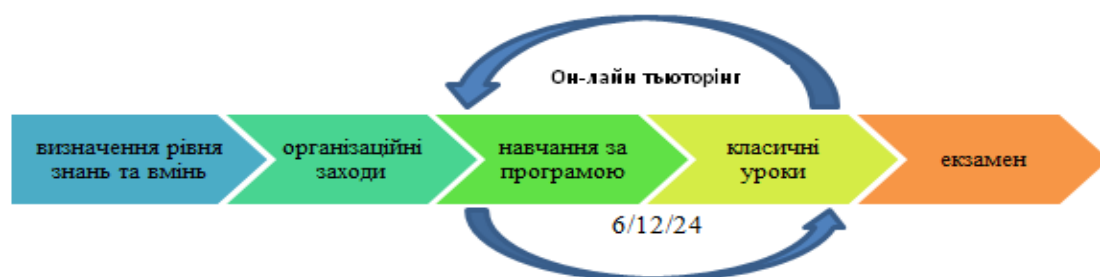 Он-лайн тьюторінг
визначення рівня
знань та вмінь
організаційні
заходи
навчання за
програмою
класичні
уроки
екзамен
6/12/24